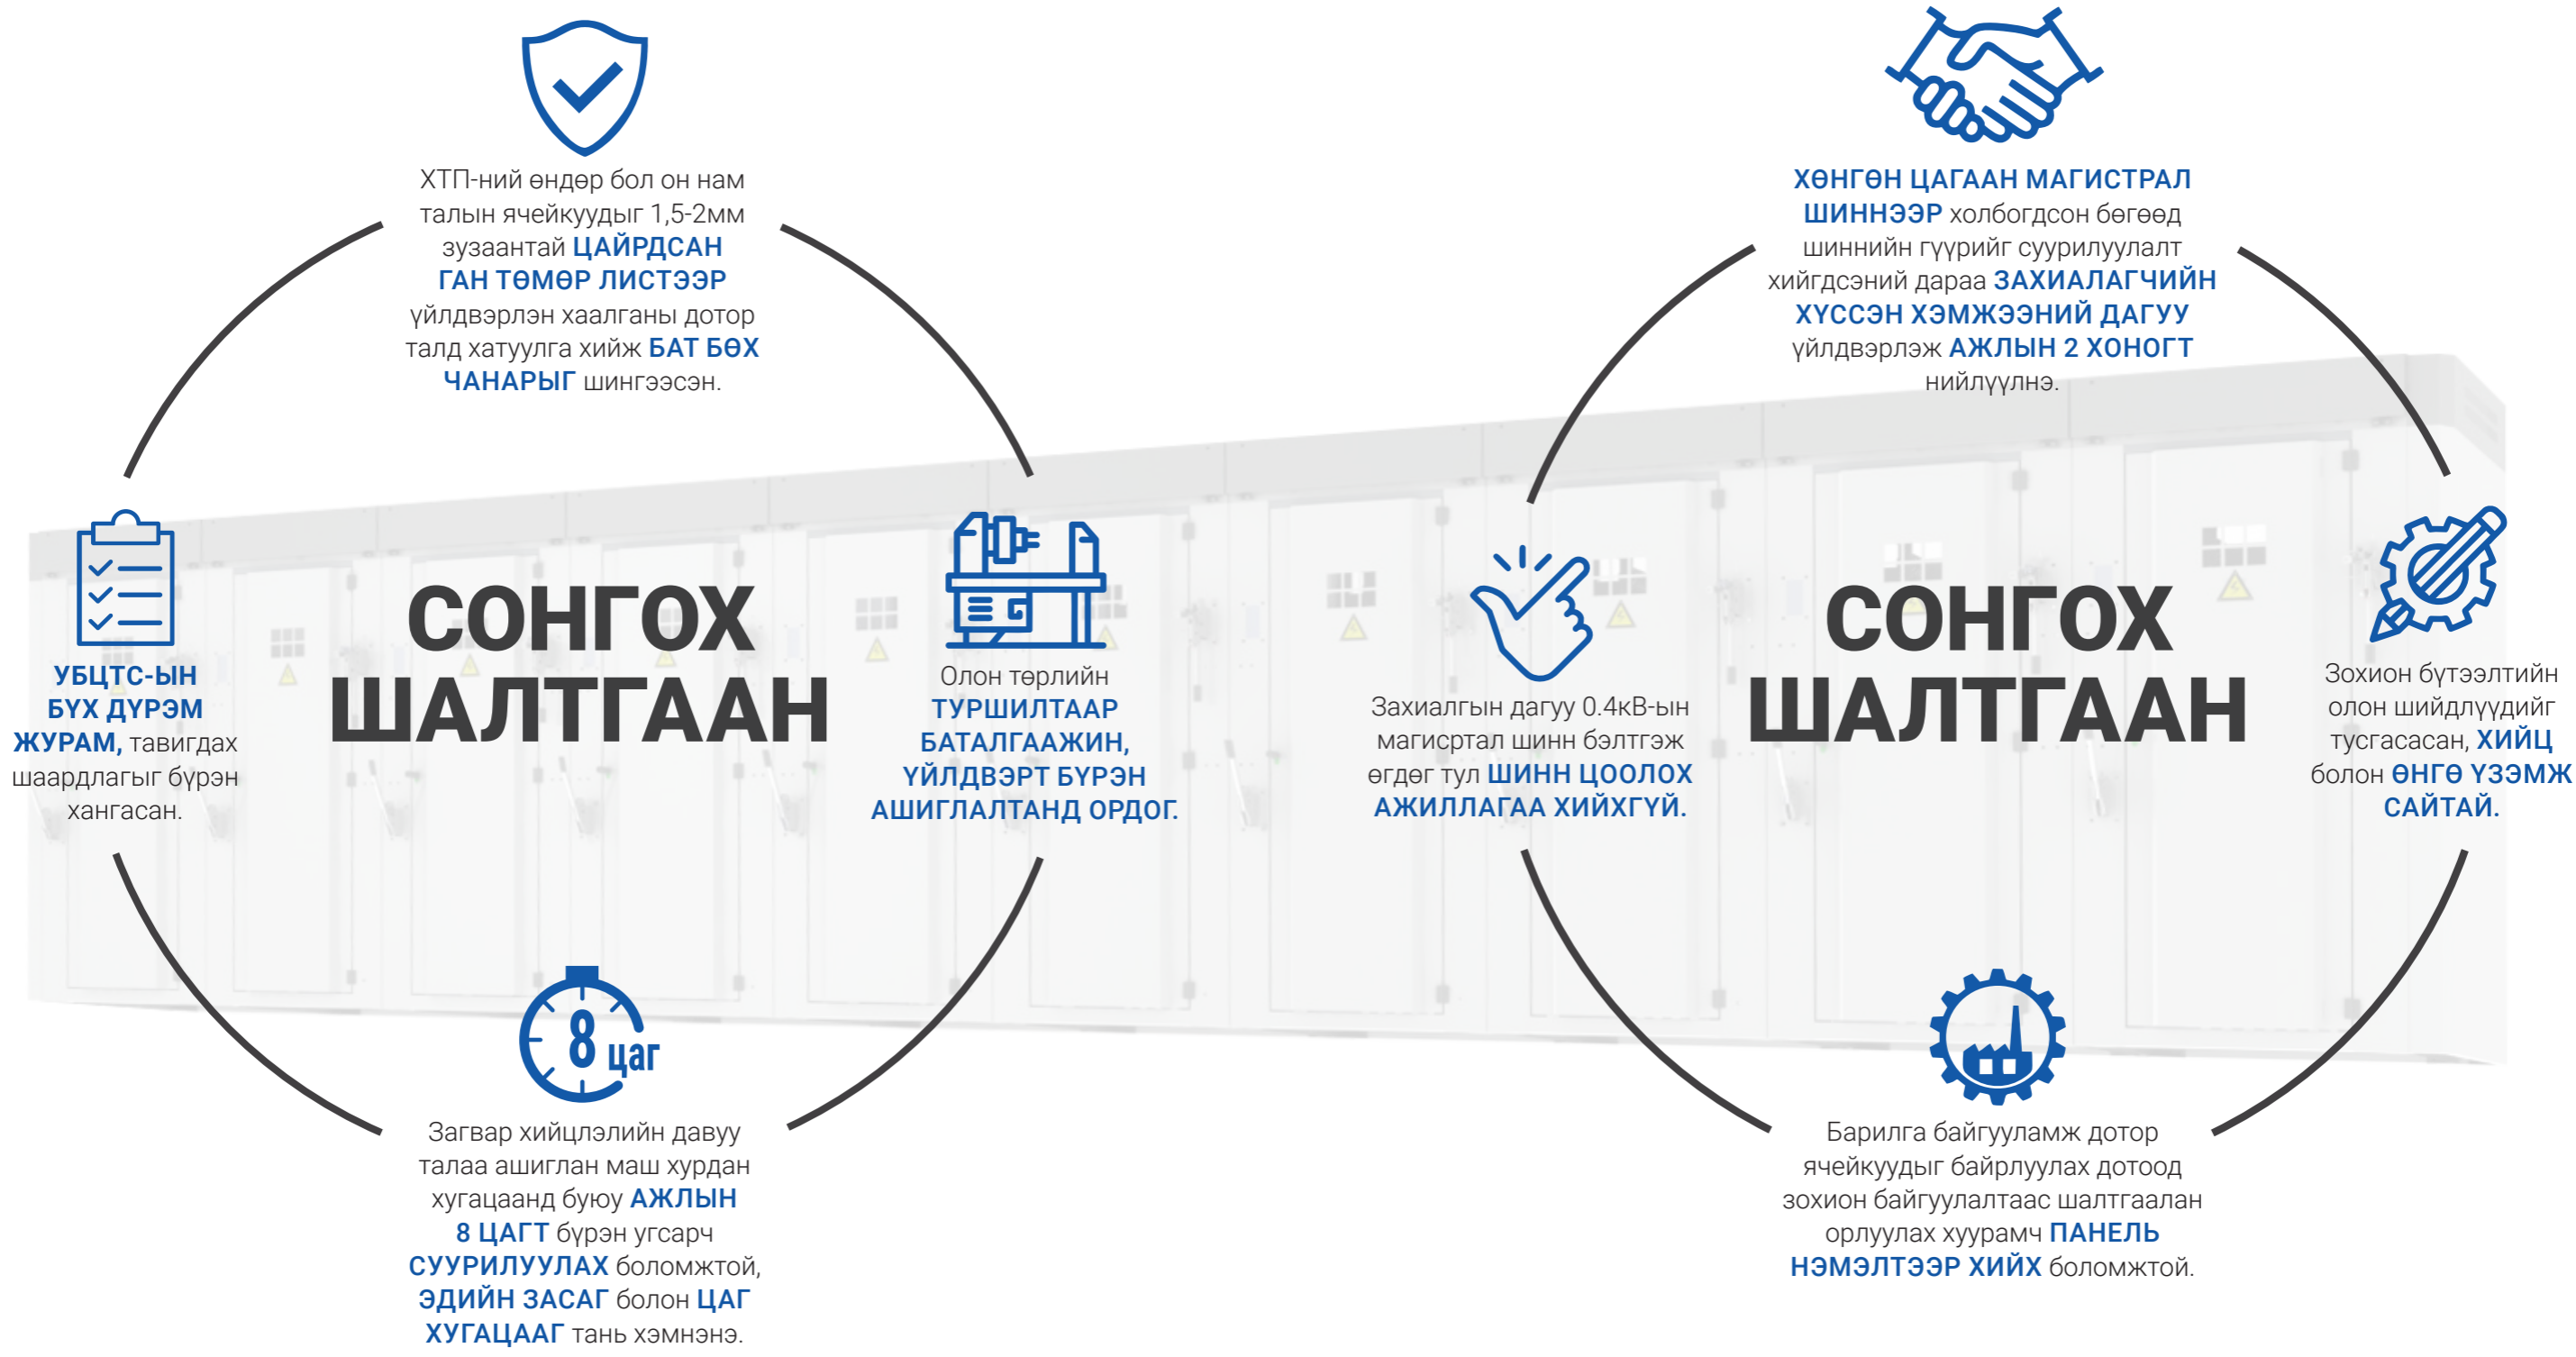 ХТП-ний өндөр бол он нам
талын ячейкуудыг 1,5-2мм
зузаантай ЦАЙРДСАН
ГАН ТӨМӨР ЛИСТЭЭР
үйлдвэрлэн хаалганы дотор
талд хатуулга хийж БАТ БӨХ
ЧАНАРЫГ шингээсэн.
УБЦТС-ЫН
БҮХ ДҮРЭМ
ЖУРАМ, тавигдах
шаардлагыг бүрэн
хангасан.
СОНГОХ
ШАЛТГААН
Олон төрлийн
ТУРШИЛТААР
БАТАЛГААЖИН,
ҮЙЛДВЭРТ БҮРЭН
АШИГЛАЛТАНД ОРДОГ.
8 цаг
Загвар хийцлэлийн давуу
талаа ашиглан маш хурдан
хугацаанд буюу АЖЛЫН
8 ЦАГТ бүрэн угсарч
СУУРИЛУУЛАХ боломжтой,
ЭДИЙН ЗАСАГ болон ЦАГ
ХУГАЦААГ тань хэмнэнэ.
ХӨНГӨН ЦАГААН МАГИСТРАЛ
ШИННЭЭР холбогдсон бөгөөд
шиннийн гүүрийг суурилуулалт
хийгдсэний дараа ЗАХИАЛАГЧИЙН
ХҮССЭН ХЭМЖЭЭНИЙ ДАГУУ
үйлдвэрлэж АЖЛЫН 2 ХОНОГТ
нийлүүлнэ.
Захиалгын дагуу 0.4кВ-ын
магисртал шинн бэлтгэж
өгдөг тул ШИНН ЦООЛОХ
АЖИЛЛАГАА ХИЙХГҮЙ.
СОНГОХ
ШАЛТГААН
Зохион бүтээлтийн
олон шийдлүүдийг
тусгасасан, ХИЙЦ
болон ӨНГӨ ҮЗЭМЖ
САЙТАЙ.
Барилга байгууламж дотор
ячейкуудыг байрлуулах дотоод
зохион байгуулалтаас шалтгаалан
орлуулах хуурамч ПАНЕЛЬ
НЭМЭЛТЭЭР ХИЙХ боломжтой.